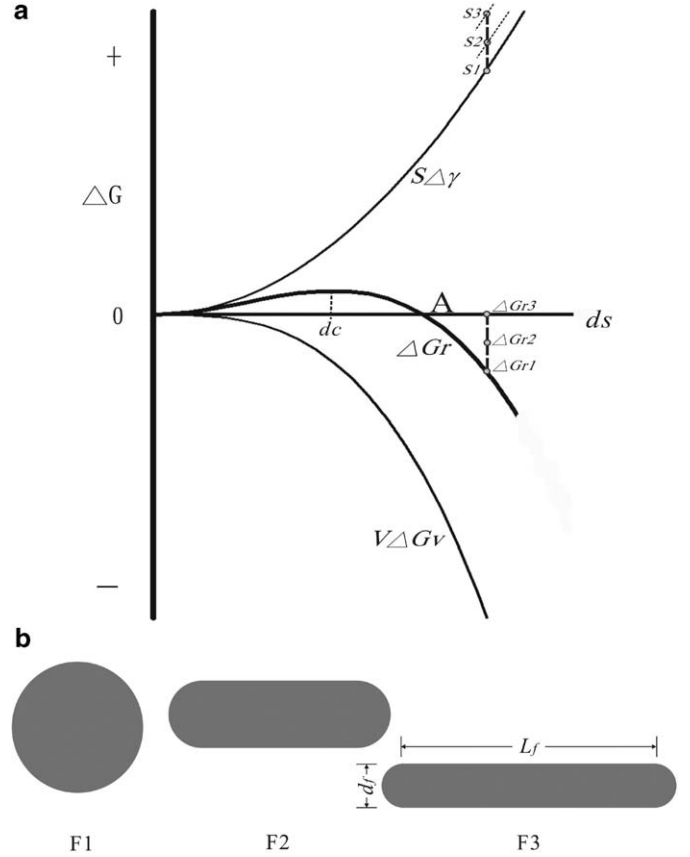 a
S3
+
S2
S1
△G
S△γ
0
A
△Gr3
ds
dc
△Gr
△Gr2
△Gr1
V△Gv
—
b
Lf
df
F1
F2
F3